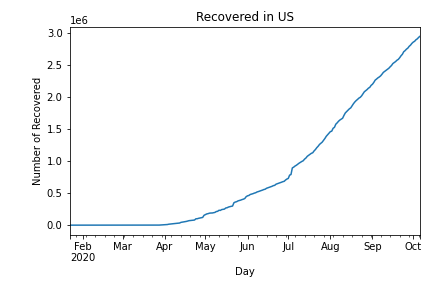 Recovered in US
1e6
3.0
2.5
2.0
1.5
1.0
0.5
0.0
Number of Recovered
Feb Mar Apr May Jun Jul Aug Sep Oct
2020
Day